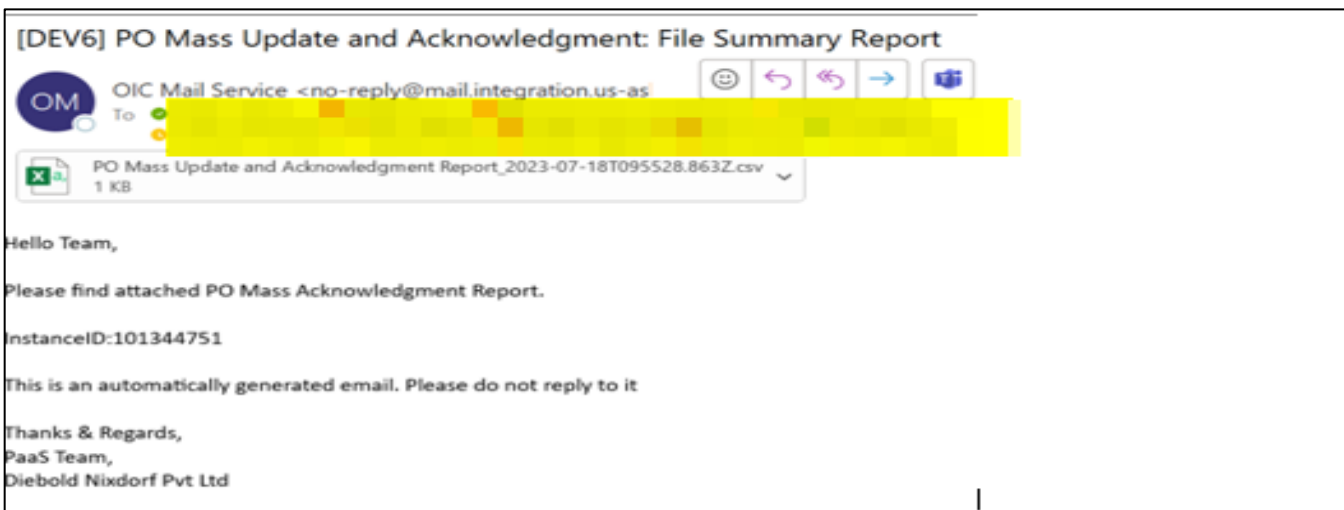 [DEV6] PO Mass Update and Acknowledgment: File Summary Report
OM
OIC Mail Service <no-reply@mail.integration.us-as
To
PO Mass Update and Acknowledgment Report_2023-07-18T095528.863Z.csv
1 KB
Hello Team,
Please find attached PO Mass Acknowledgment Report.
InstanceID:101344751
This is an automatically generated email. Please do not reply to it
Thanks & Regards,
PaaS Team,
Diebold Nixdorf Pvt Ltd